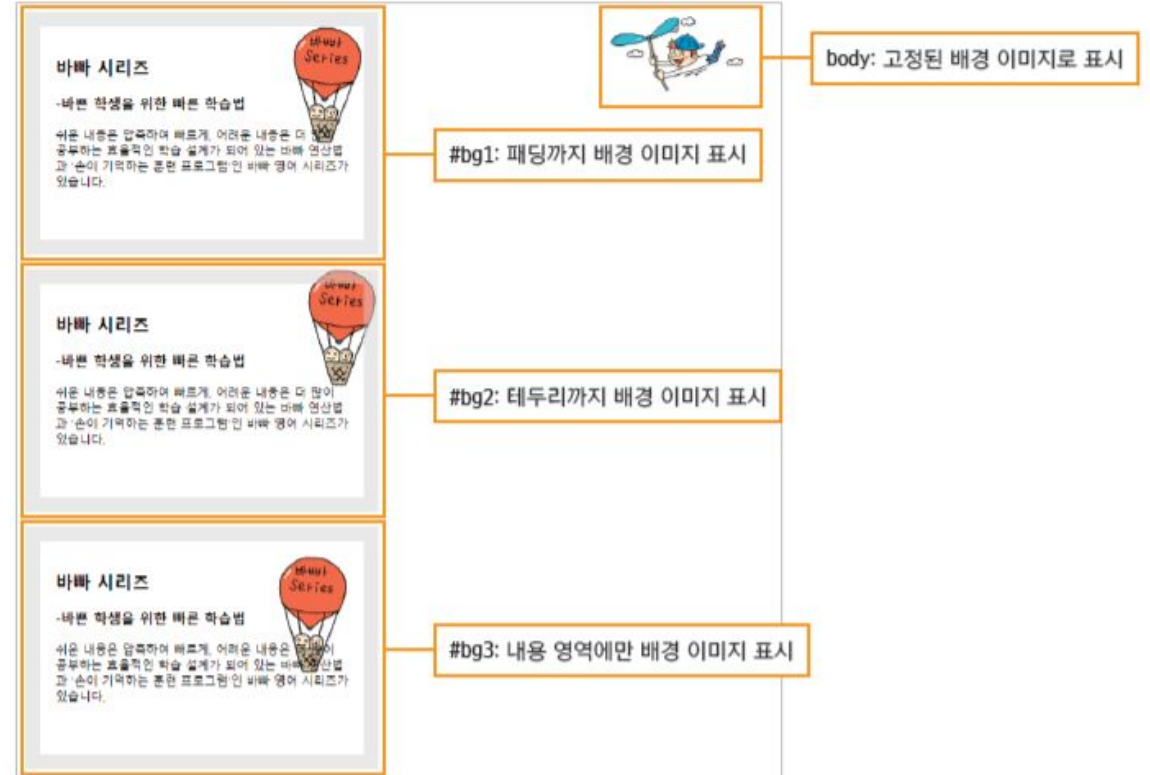 바빠
Series
바빠 시리즈
-바쁜 학생을 위한 빠른 학습법
쉬운 내용은 압축하여 빠르게, 어려운 내용은 더
공부하는 효율적인 학습 설계가 되어 있는 바빠 연산법
과 '손이 기억하는 훈련 프로그램'인 바빠 영어 시리즈가
있습니다.
body: 고정된 배경 이미지로 표시
#bg1: 패딩까지 배경 이미지 표시
바빠
Series
바빠 시리즈
-바쁜 학생을 위한 빠른 학습법
쉬운 내용은 압축하여 빠르게, 어려운 내용은 더 많이
공부하는 효율적인 학습 설계가 되어 있는 바빠 연산법
과 '손이 기억하는 훈련 프로그램'인 바빠 영어 시리즈가
있습니다.
#bg2: 테두리까지 배경 이미지 표시
바빠
Series
바빠 시리즈
-바쁜 학생을 위한 빠른 학습법
쉬운 내용은 압축하여 빠르게, 어려운 내용은
공부하는 효율적인 학습 설계가 되어 있는 바빠 연산법
과 '손이 기억하는 훈련 프로그램'인 바빠 영어 시리즈가
있습니다.
#bg3: 내용 영역에만 배경 이미지 표시